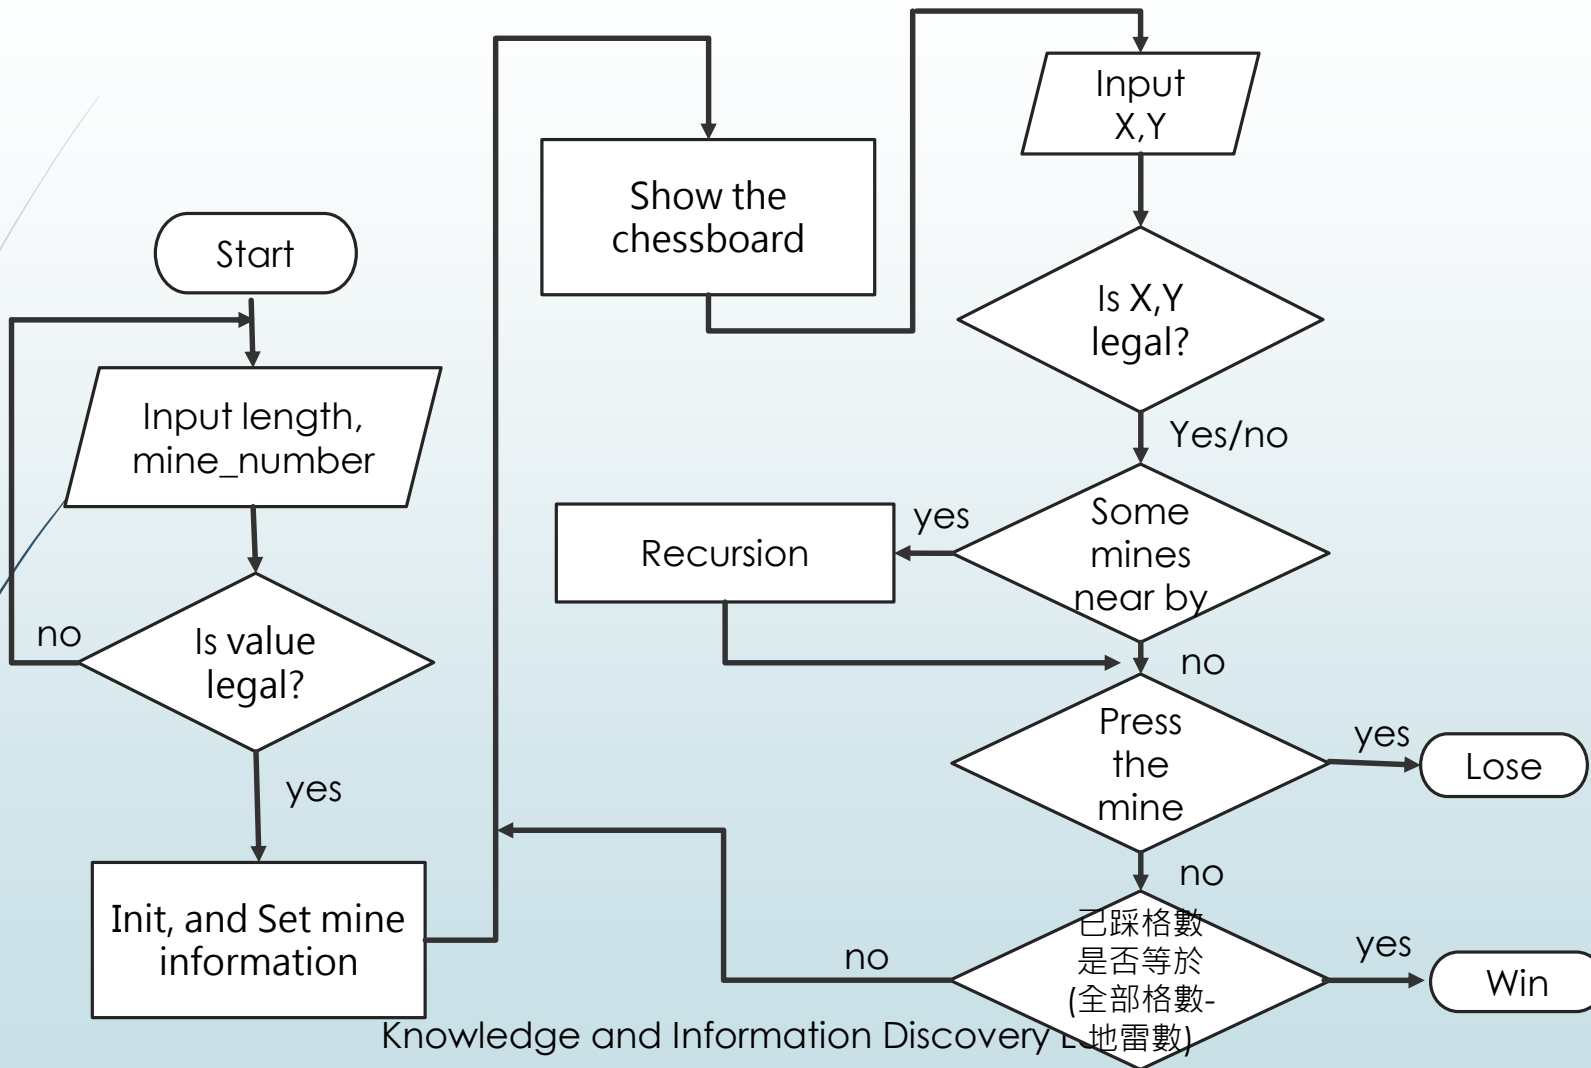 Start
Input length,
mine_number
Is value
legal?
no
yes
Init, and Set mine
information
Show the
chessboard
Input
X,Y
Is X,Y
legal?
Yes/no
Some
mines
near by
yes
Recursion
no
Press
the
mine
yes
Lose
no
已踩格數
是否等於
(全部格數-
地雷數)
no
yes
Win
Knowledge and Information Discovery